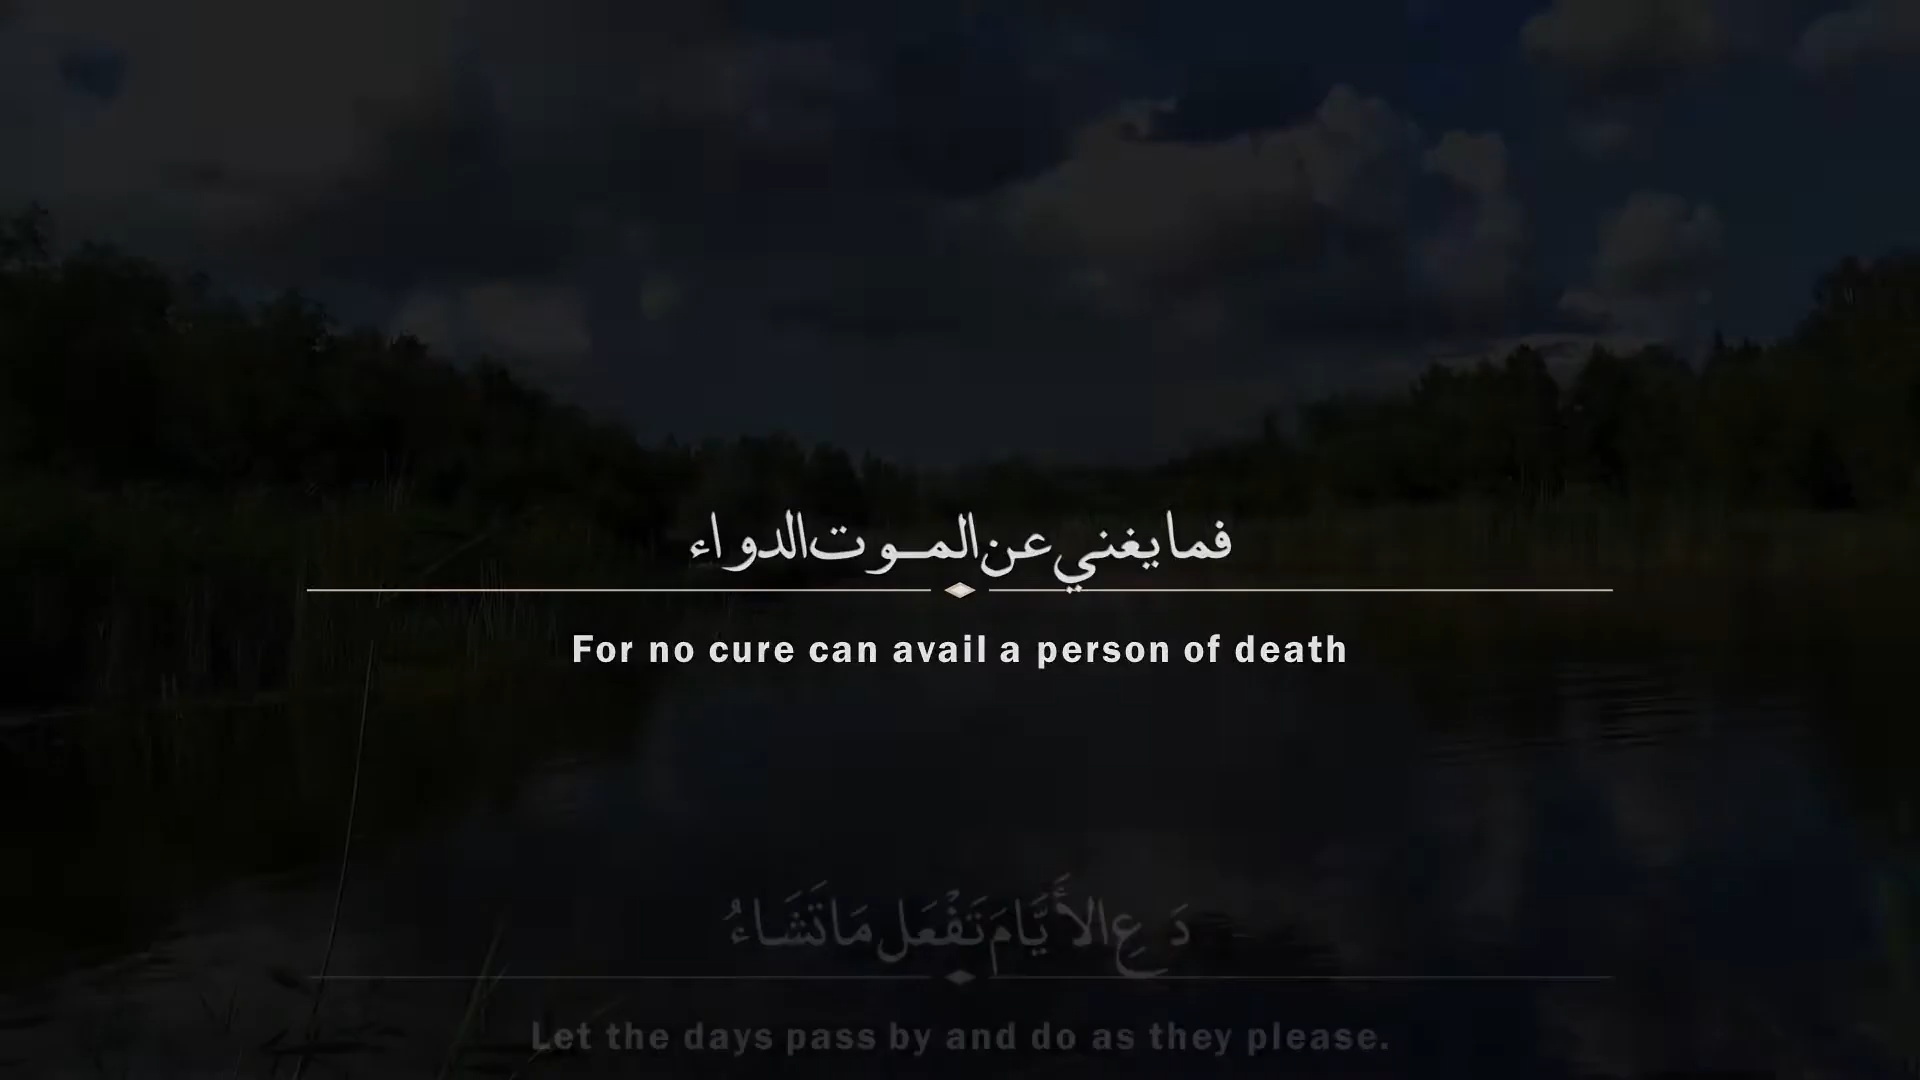 فما يغني عن الموت الدواء
For no cure can avail a person of death
دَعِ الأَيَّامَ تَفْعَل مَا تَشَاءُ
Let the days pass by and do as they please.